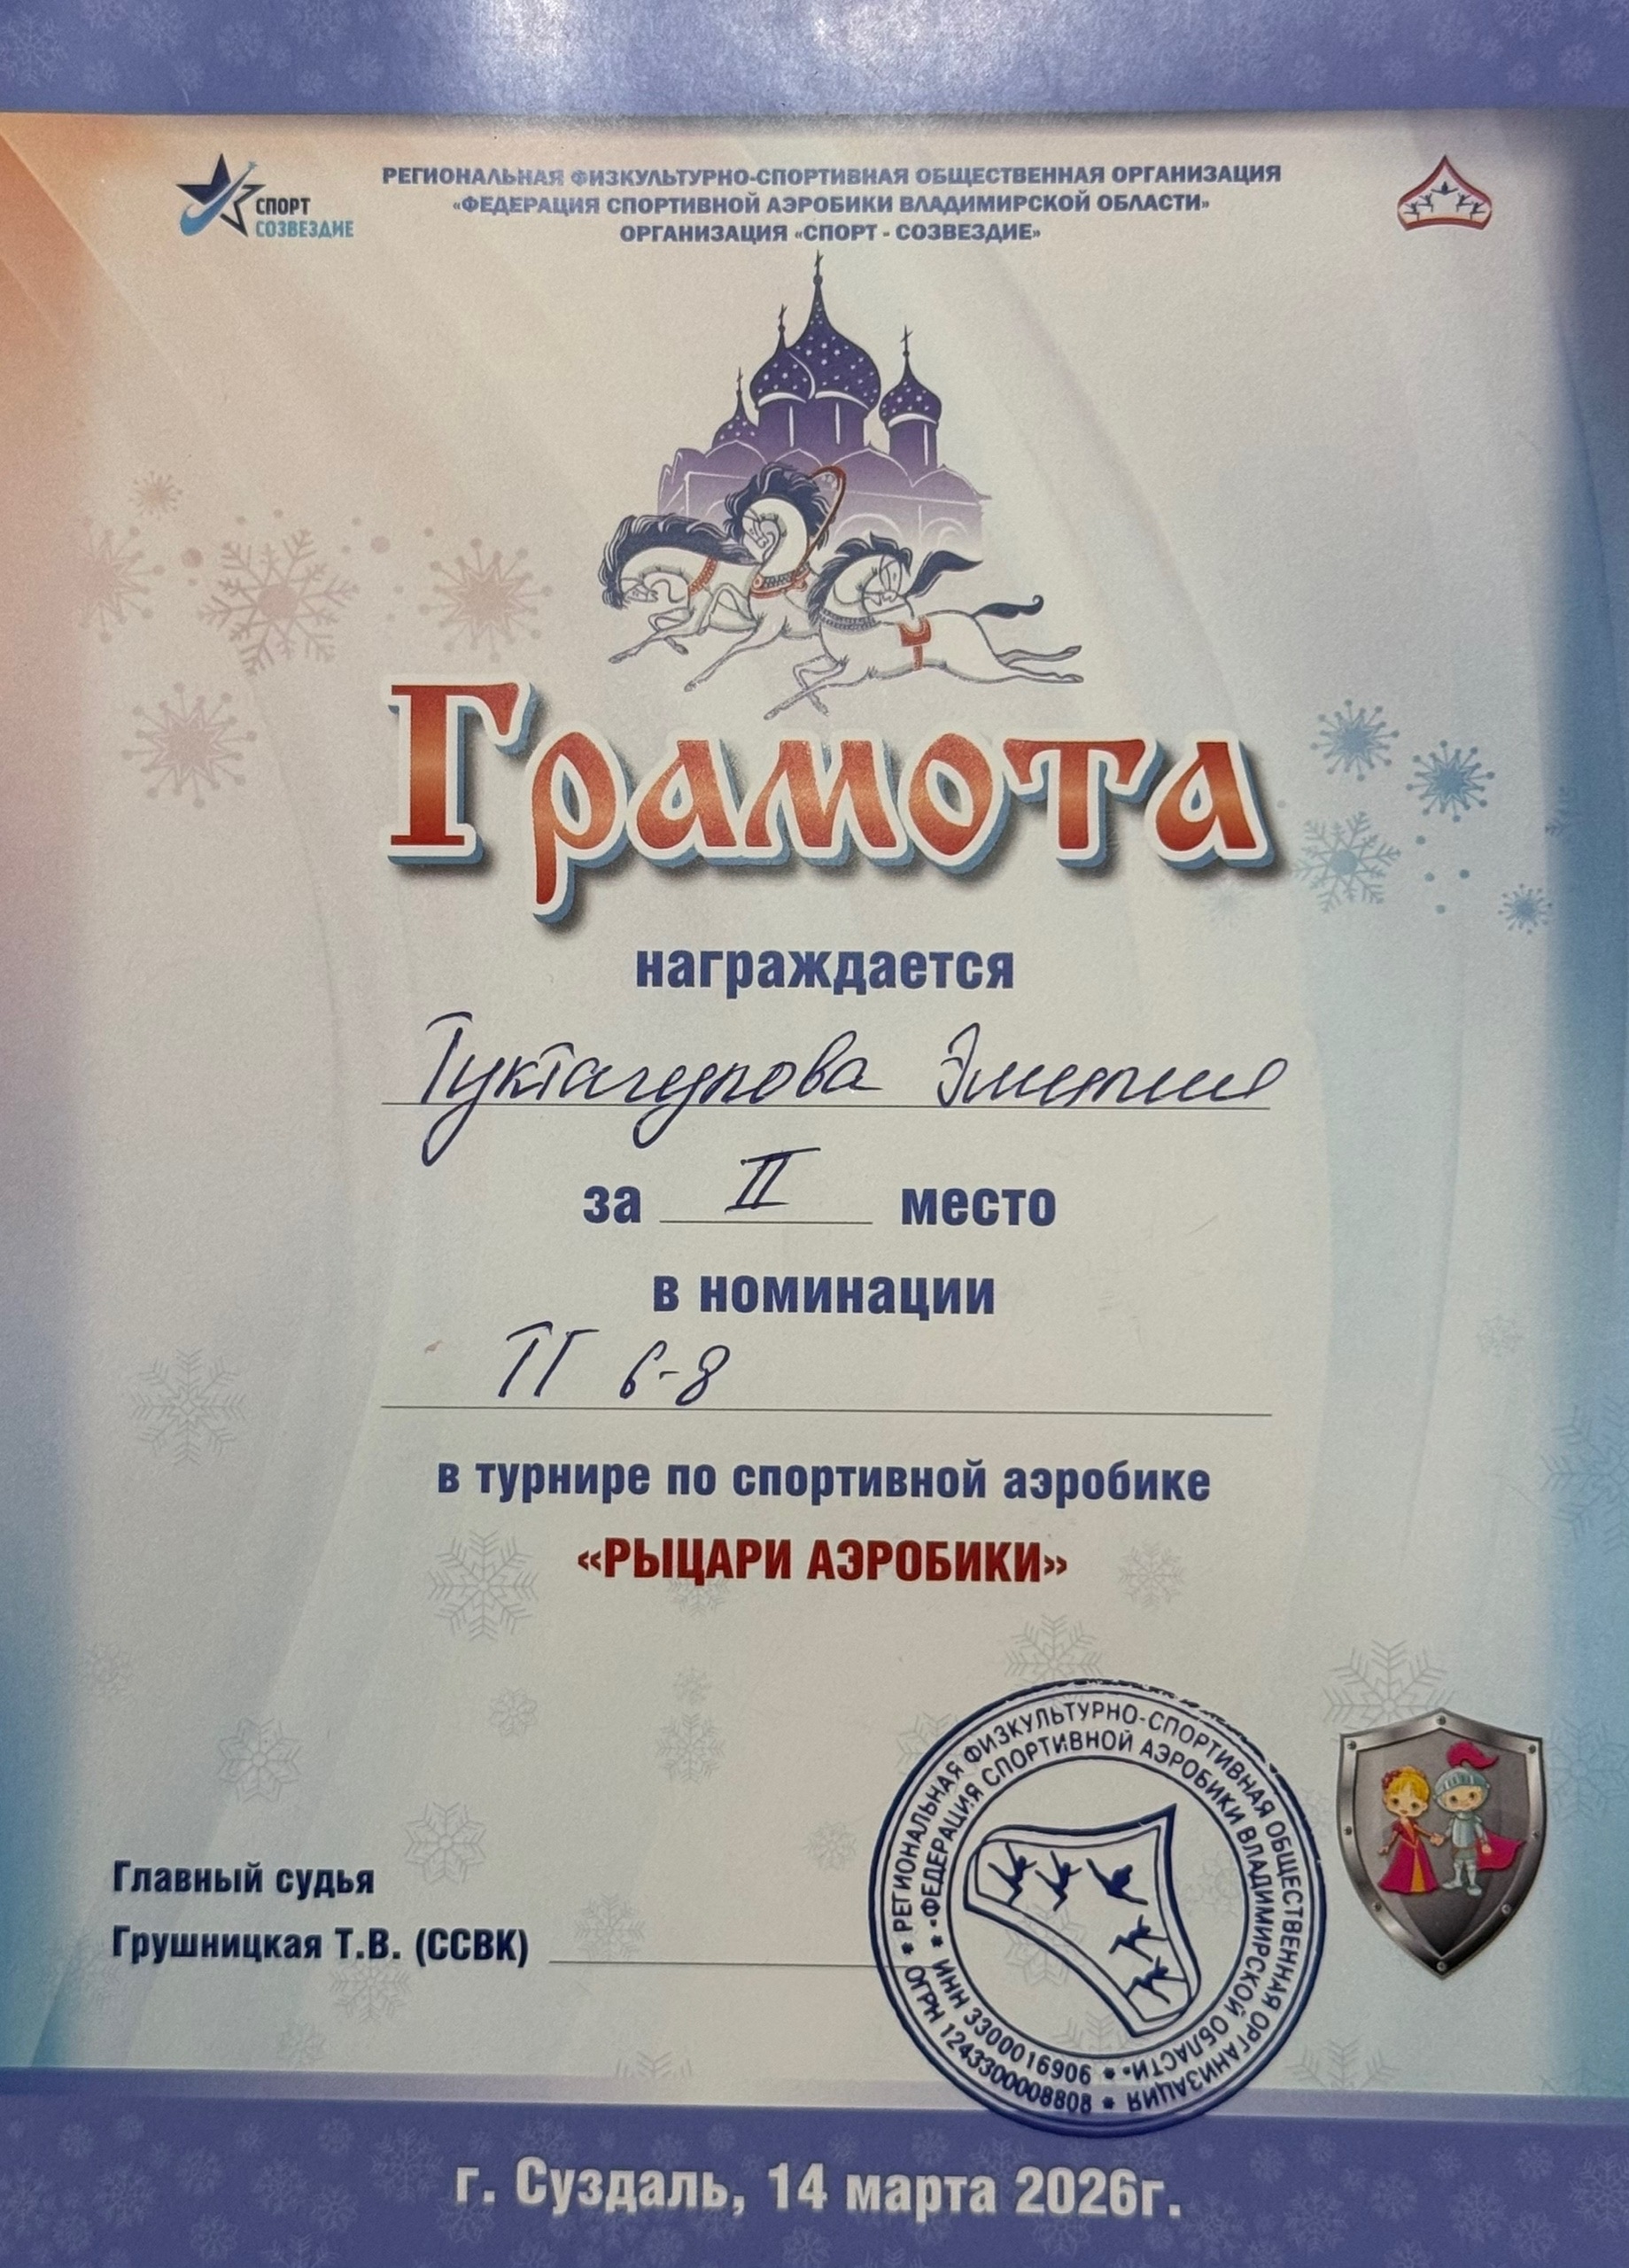 СПОРТ
СОЗВЕЗДИЕ
РЕГИОНАЛЬНАЯ ФИЗКУЛЬТУРНО-СПОРТИВНАЯ ОБЩЕСТВЕННАЯ ОРГАНИЗАЦИЯ
«ФЕДЕРАЦИЯ СПОРТИВНОЙ АЭРОБИКИ ВЛАДИМИРСКОЙ ОБЛАСТИ»
ОРГАНИЗАЦИЯ «СПОРТ - СОЗВЕЗДИЕ»
Грамота
награждается
Туктагулова Эмилия
за II место
в номинации
ТГ 6-8
в турнире по спортивной аэробике
«РЫЦАРИ АЭРОБИКИ»
Главный судья
Грушницкая Т.В. (ССВК)
* РЕГИОНАЛЬНАЯ ФИЗКУЛЬТУРНО-СПОРТИВНАЯ ОБЩЕСТВЕННАЯ ОРГАНИЗАЦИЯ * ОГРН 1243300008808
* «ФЕДЕРАЦИЯ СПОРТИВНОЙ АЭРОБИКИ ВЛАДИМИРСКОЙ ОБЛАСТИ» * ИНН 3300016906
г. Суздаль, 14 марта 2026г.